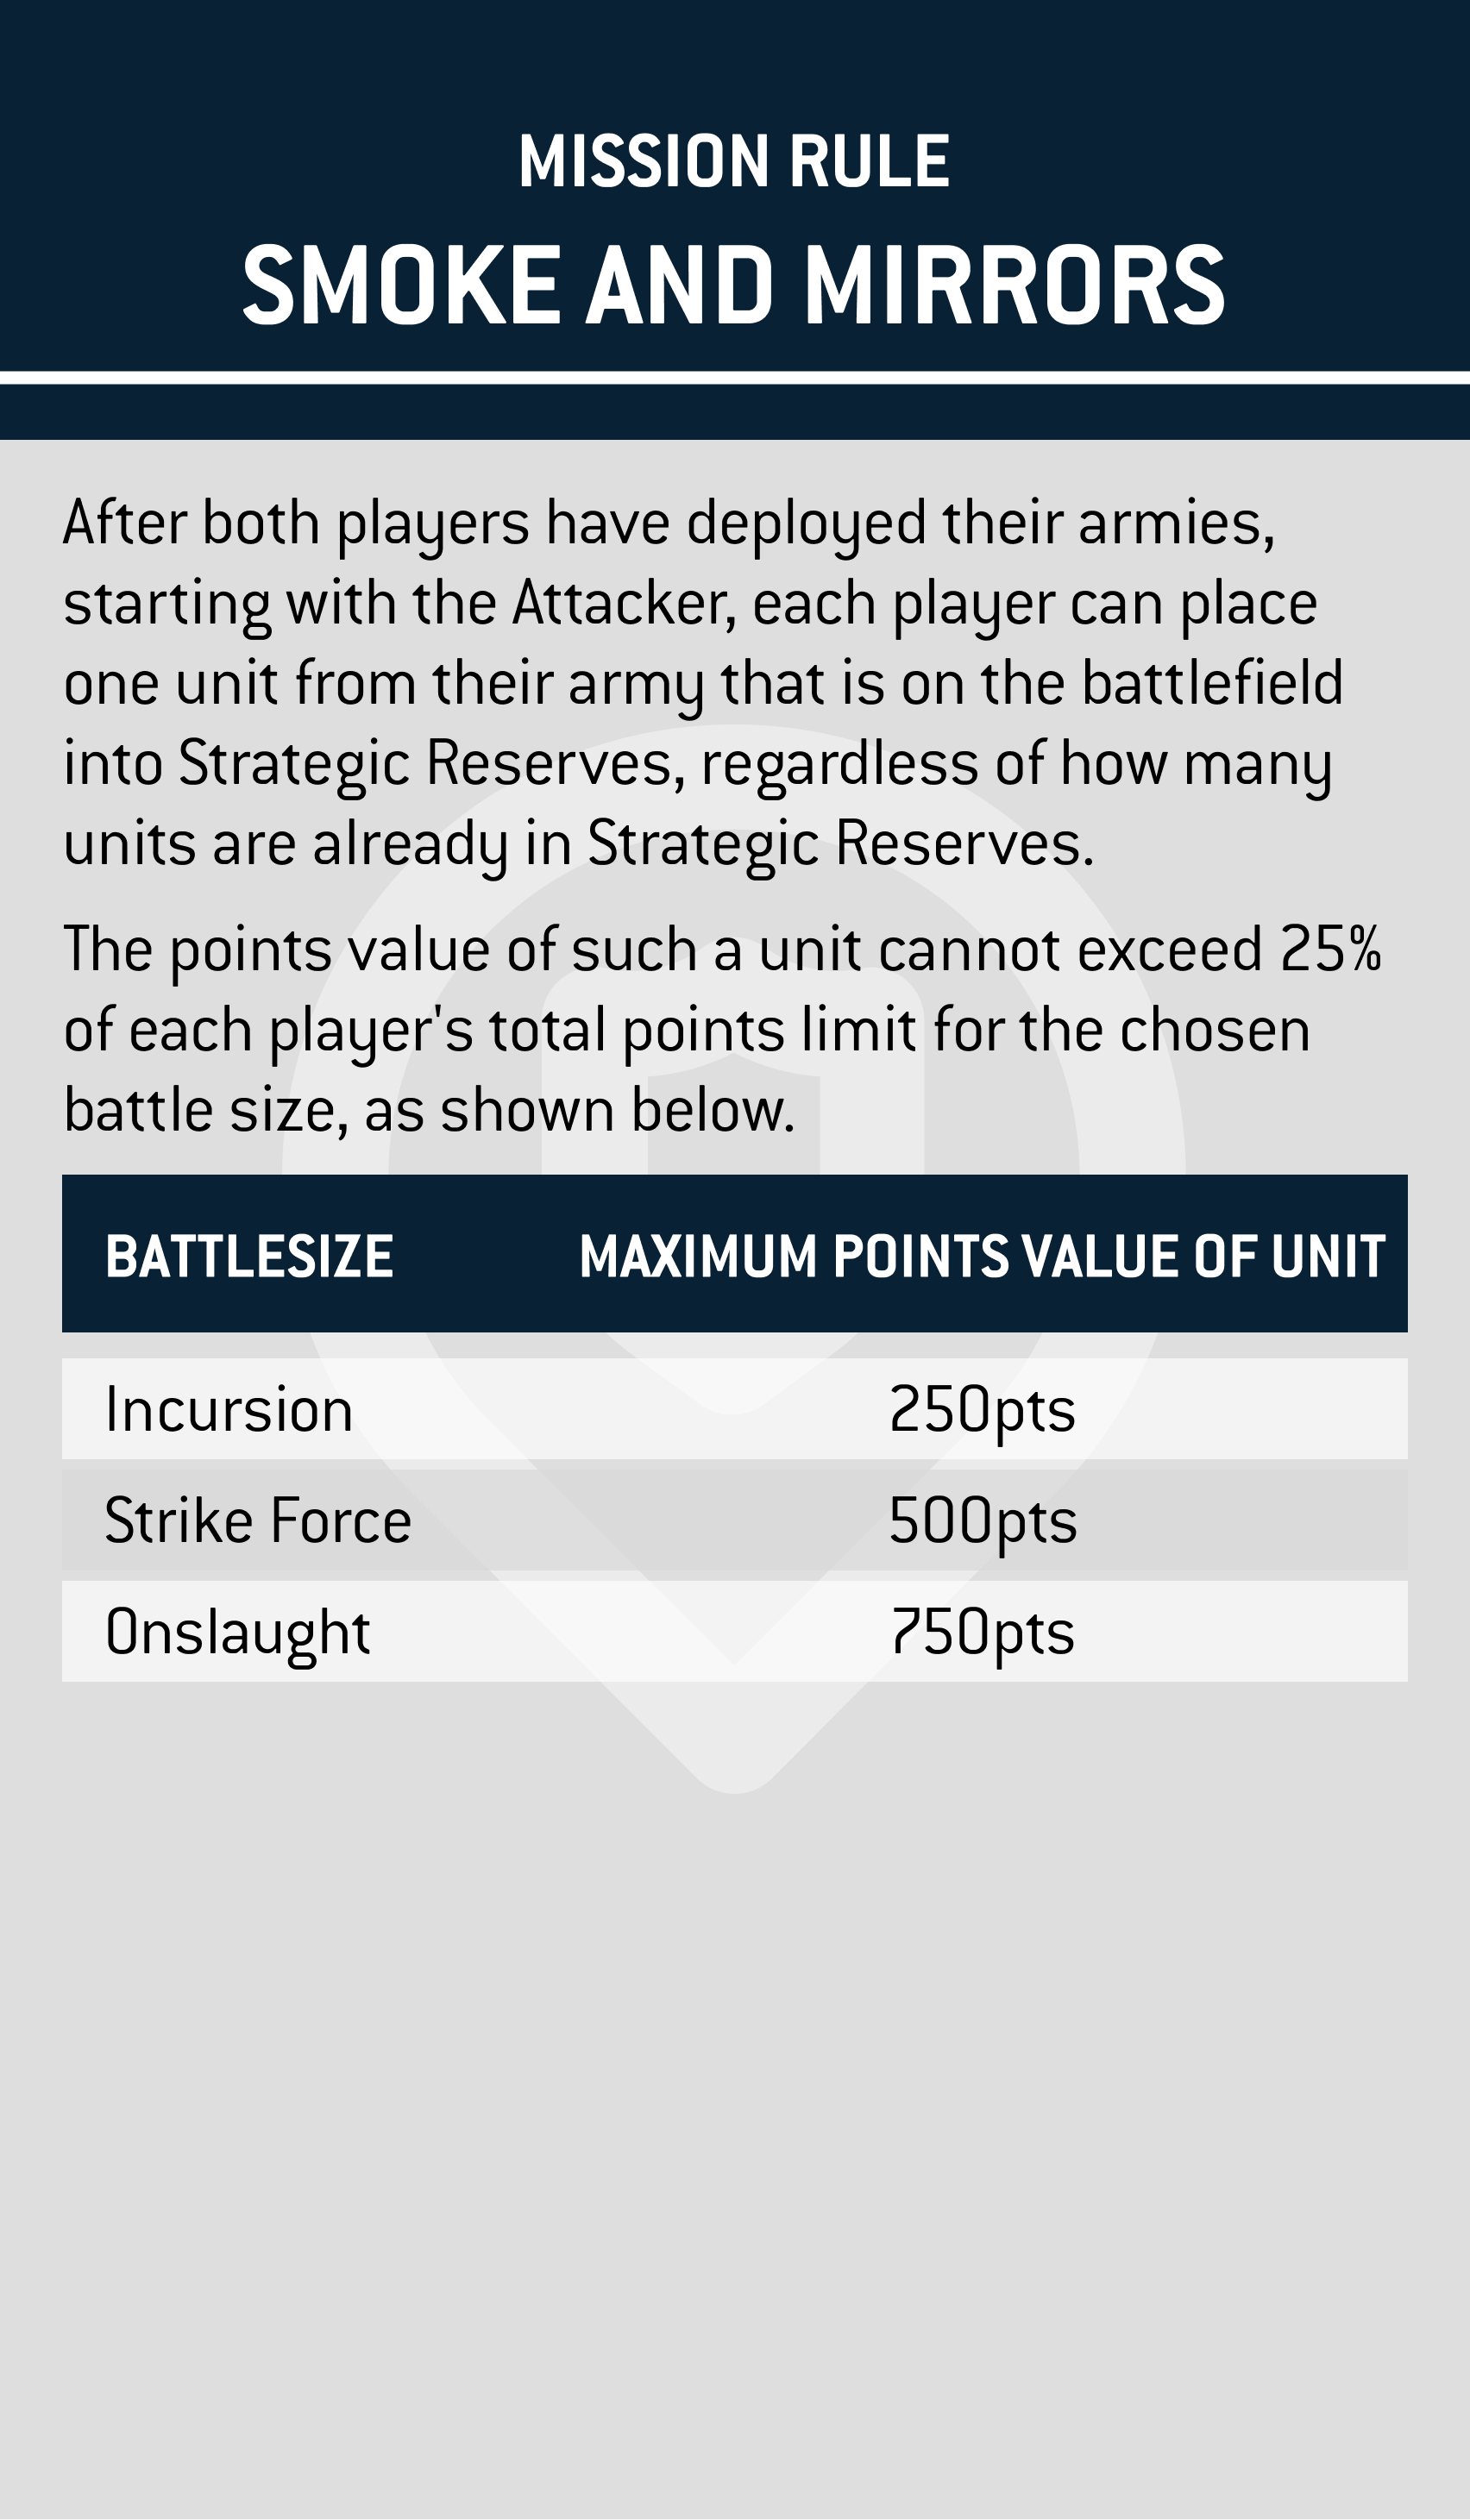 MISSION RULE
SMOKE AND MIRRORS
After both players have deployed their armies,
starting with the Attacker, each player can place
one unit from their army that is on the battlefield
into Strategic Reserves, regardless of how many
units are already in Strategic Reserves.
The points value of such a unit cannot exceed 25%
of each player's total points limit for the chosen
battle size, as shown below.
BATTLESIZE MAXIMUM POINTS VALUE OF UNIT
Incursion 250pts
Strike Force 500pts
Onslaught 750pts